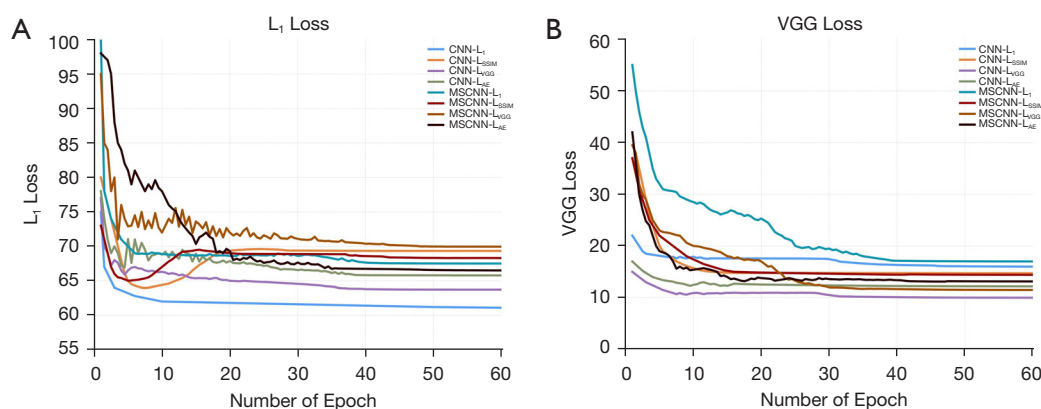 A
L₁ Loss
L₁ Loss
100
95
90
85
80
75
70
65
60
55
0 10 20 30 40 50 60
Number of Epoch
CNN-L₁
CNN-LSSIM
CNN-LVGG
CNN-LAE
MSCNN-L₁
MSCNN-LSSIM
MSCNN-LVGG
MSCNN-LAE
B
VGG Loss
VGG Loss
60
50
40
30
20
10
0
0 10 20 30 40 50 60
Number of Epoch
CNN-L₁
CNN-LSSIM
CNN-LVGG
CNN-LAE
MSCNN-L₁
MSCNN-LSSIM
MSCNN-LVGG
MSCNN-LAE